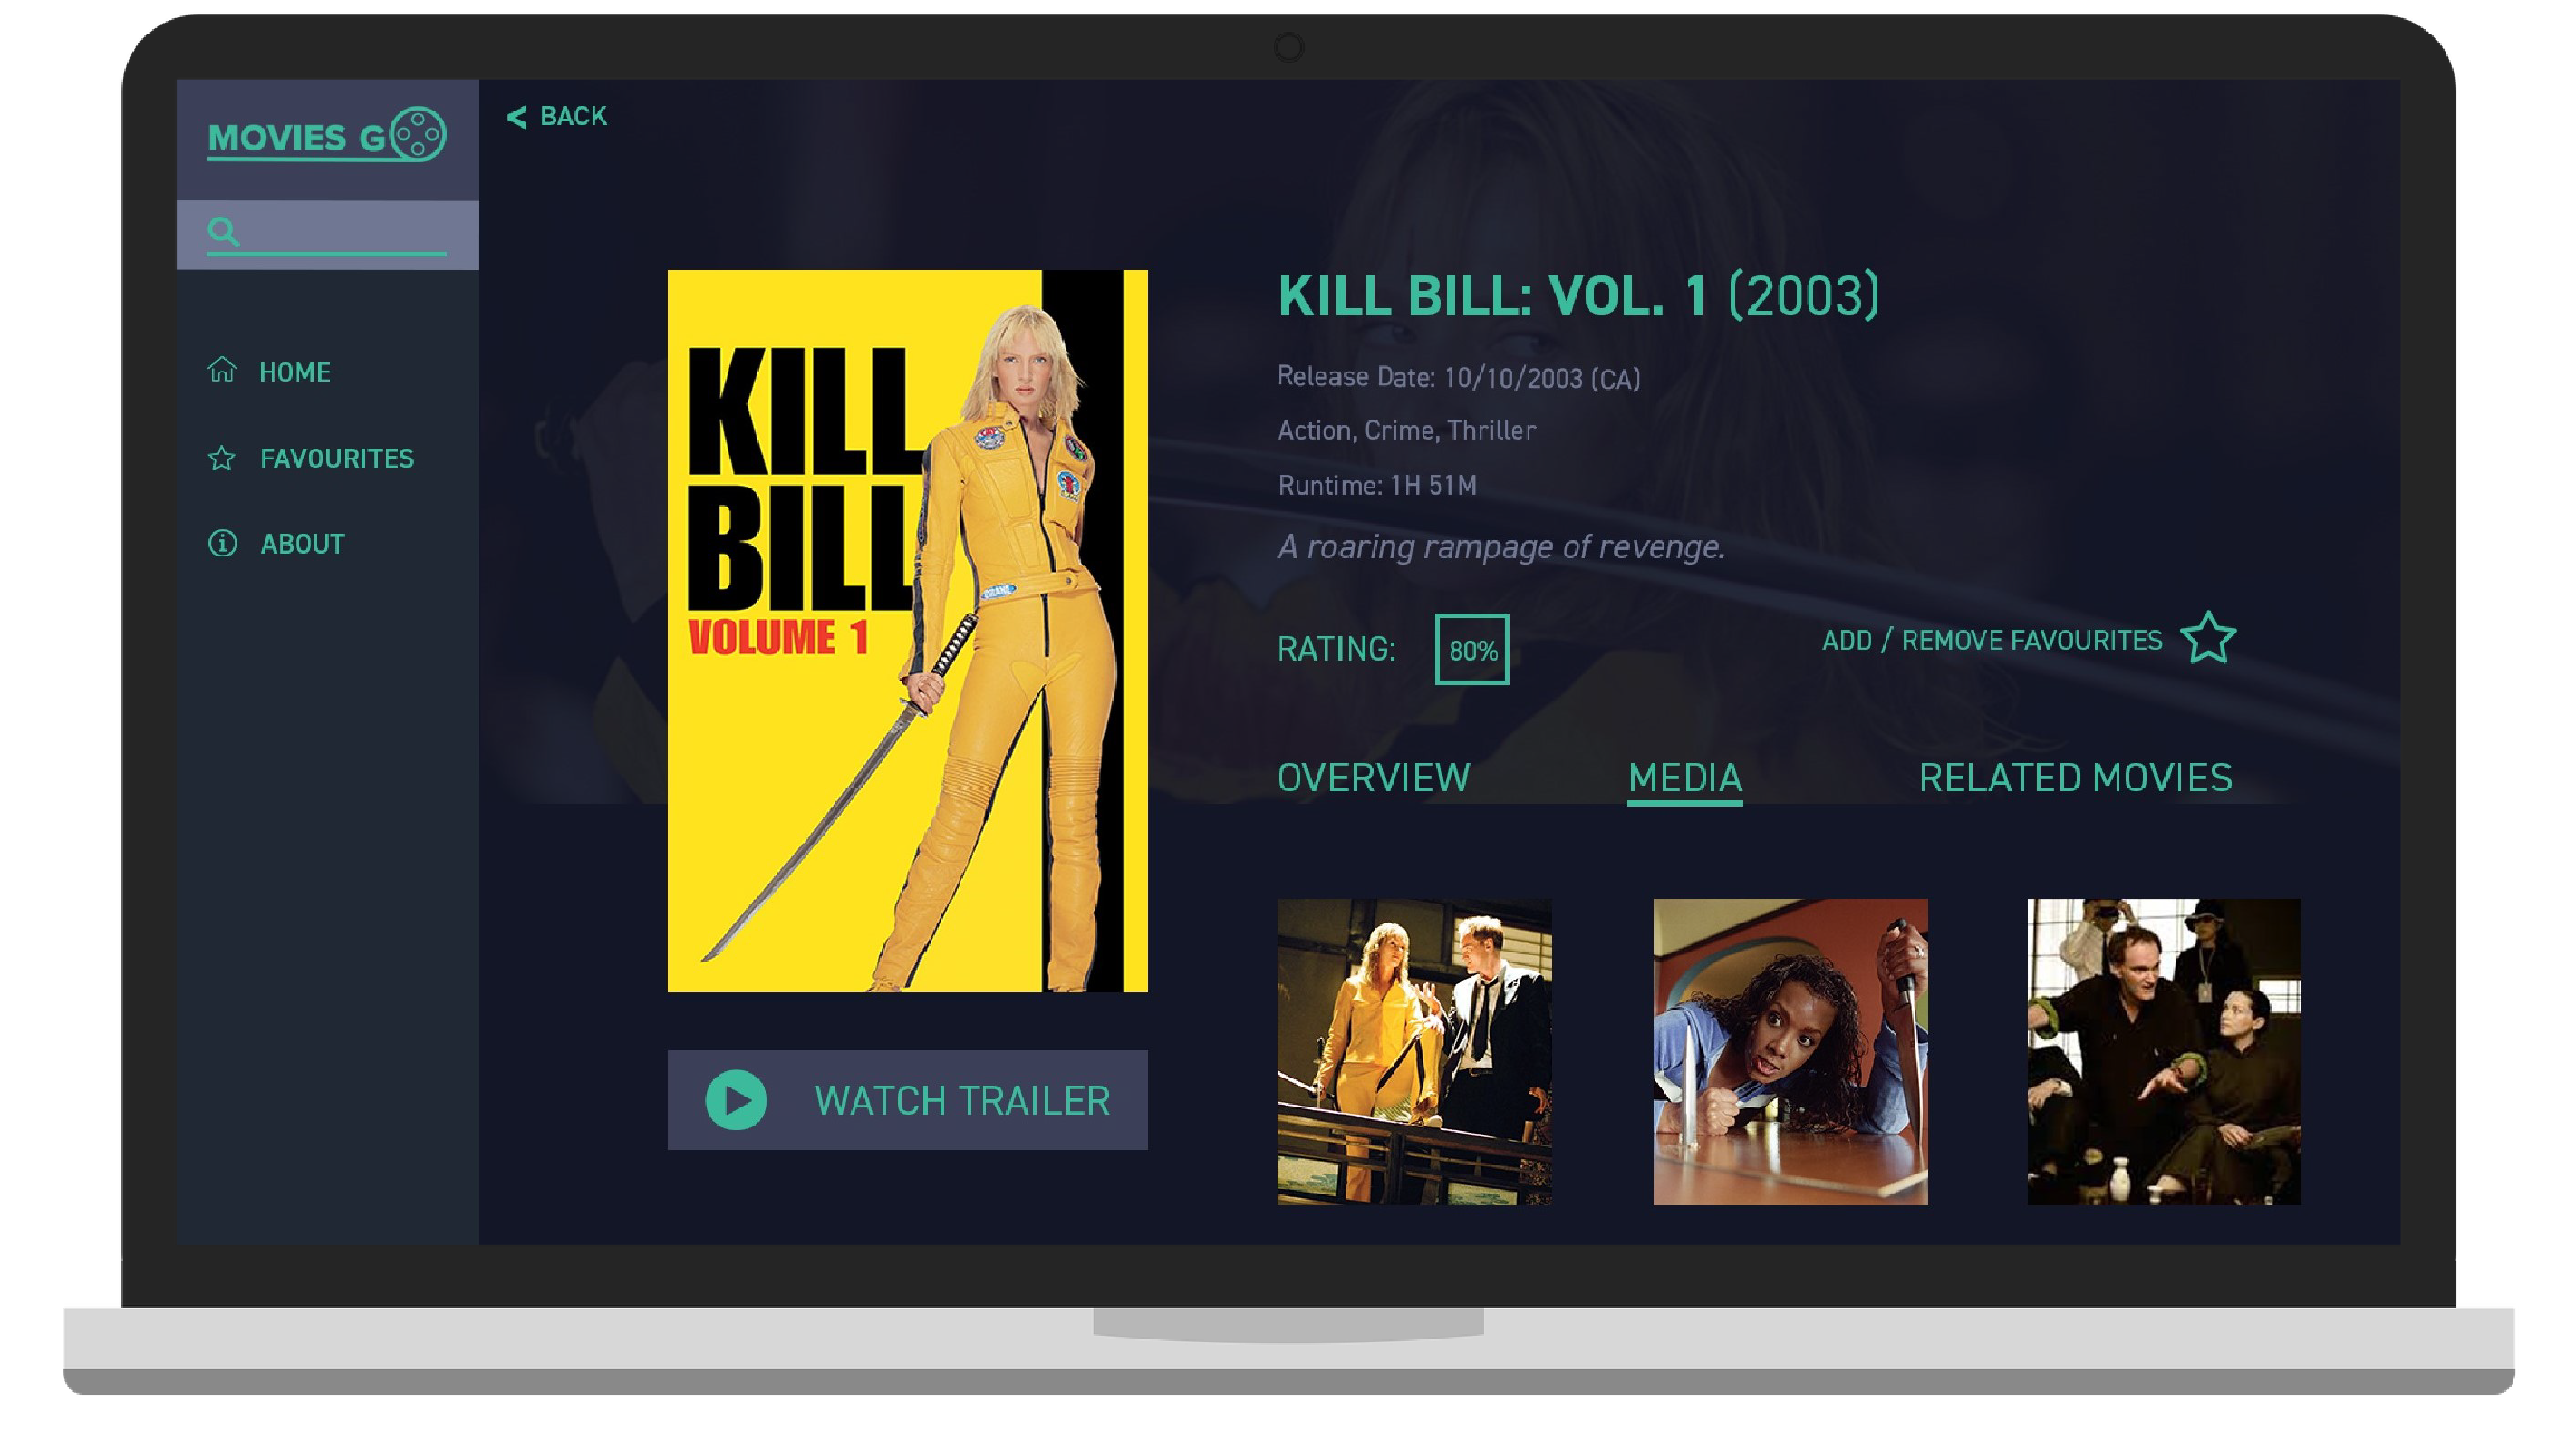 MOVIES GO
< BACK
HOME
FAVOURITES
ABOUT
KILL
BILL
VOLUME 1
CRANE
WATCH TRAILER
KILL BILL: VOL. 1 (2003)
Release Date: 10/10/2003 (CA)
Action, Crime, Thriller
Runtime: 1H 51M
A roaring rampage of revenge.
RATING: 80%
ADD / REMOVE FAVOURITES
OVERVIEW MEDIA RELATED MOVIES